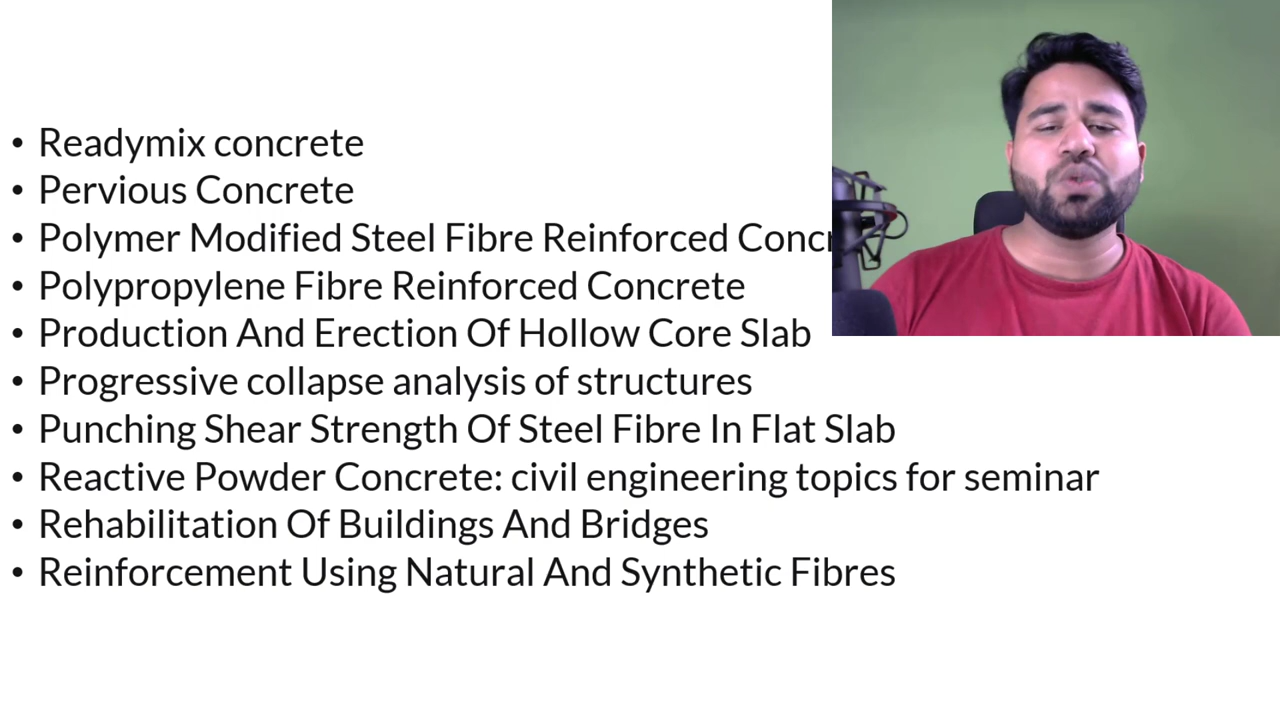 • Readymix concrete
• Pervious Concrete
• Polymer Modified Steel Fibre Reinforced
• Polypropylene Fibre Reinforced Concrete
• Production And Erection Of Hollow Core Slab
• Progressive collapse analysis of structures
• Punching Shear Strength Of Steel Fibre In Flat Slab
• Reactive Powder Concrete: civil engineering topics for seminar
• Rehabilitation Of Buildings And Bridges
• Reinforcement Using Natural And Synthetic Fibres